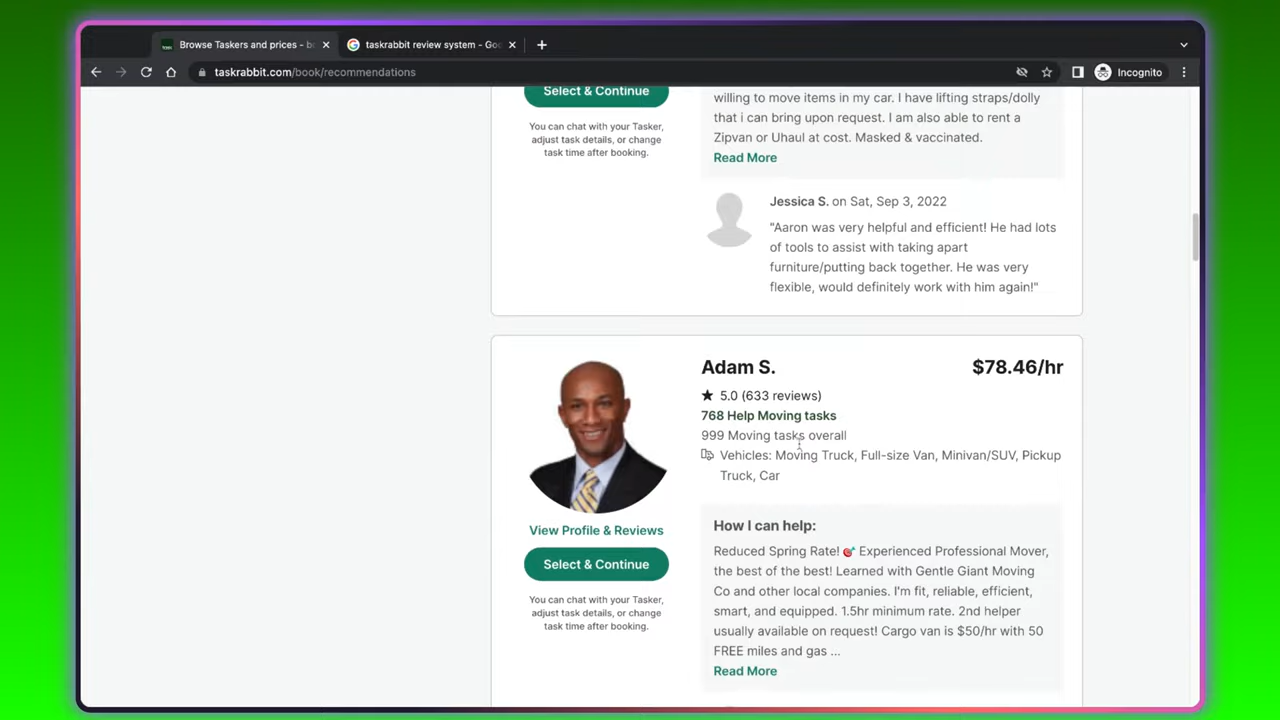 Browse Taskers and prices - bo
taskrabbit review system - Goo
taskrabbit.com/book/recommendations
Incognito
Select & Continue
You can chat with your Tasker,
adjust task details, or change
task time after booking.
willing to move items in my car. I have lifting straps/dolly
that i can bring upon request. I am also able to rent a
Zipvan or Uhaul at cost. Masked & vaccinated.
Read More
Jessica S. on Sat, Sep 3, 2022
"Aaron was very helpful and efficient! He had lots
of tools to assist with taking apart
furniture/putting back together. He was very
flexible, would definitely work with him again!"
Adam S.
$78.46/hr
5.0 (633 reviews)
768 Help Moving tasks
999 Moving tasks overall
Vehicles: Moving Truck, Full-size Van, Minivan/SUV, Pickup
Truck, Car
View Profile & Reviews
Select & Continue
You can chat with your Tasker,
adjust task details, or change
task time after booking.
How I can help:
Reduced Spring Rate! 🎯 Experienced Professional Mover,
the best of the best! Learned with Gentle Giant Moving
Co and other local companies. I'm fit, reliable, efficient,
smart, and equipped. 1.5hr minimum rate. 2nd helper
usually available on request! Cargo van is $50/hr with 50
FREE miles and gas ...
Read More